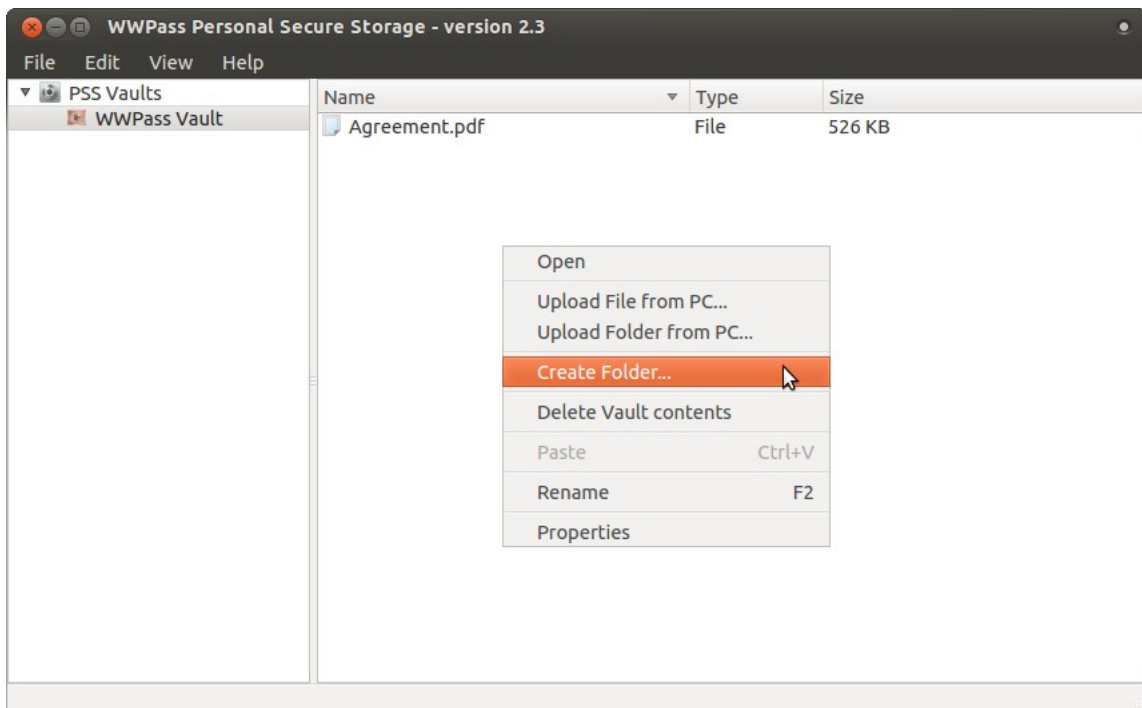 WWPass Personal Secure Storage - version 2.3
File Edit View Help
PSS Vaults
WWPass Vault
Name Type Size
Agreement.pdf File 526 KB
Open
Upload File from PC...
Upload Folder from PC...
Create Folder...
Delete Vault contents
Paste Ctrl+V
Rename F2
Properties